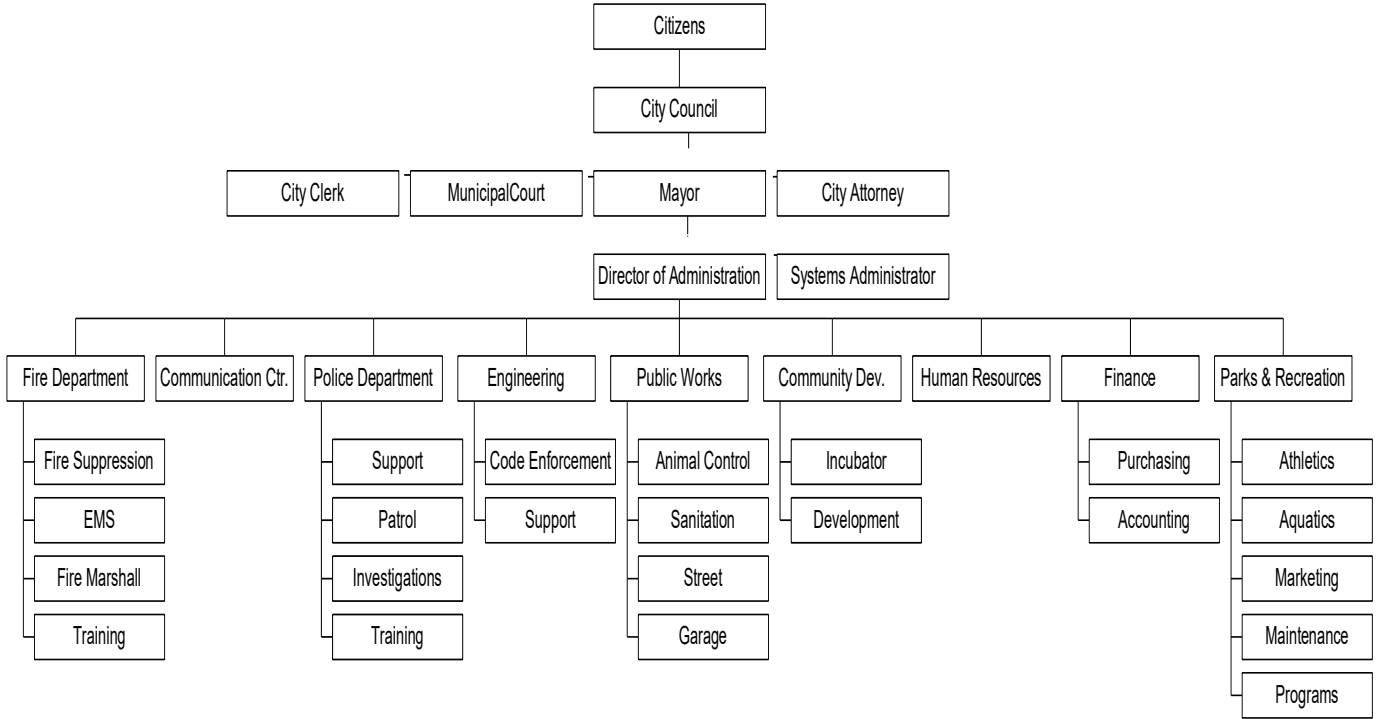 Citizens
City Council
City Clerk
MunicipalCourt
Mayor
City Attorney
Director of Administration
Systems Administrator
Fire Department
Communication Ctr.
Police Department
Engineering
Public Works
Community Dev.
Human Resources
Finance
Parks & Recreation
Fire Suppression
EMS
Fire Marshall
Training
Support
Patrol
Investigations
Training
Code Enforcement
Support
Animal Control
Sanitation
Street
Garage
Incubator
Development
Purchasing
Accounting
Athletics
Aquatics
Marketing
Maintenance
Programs